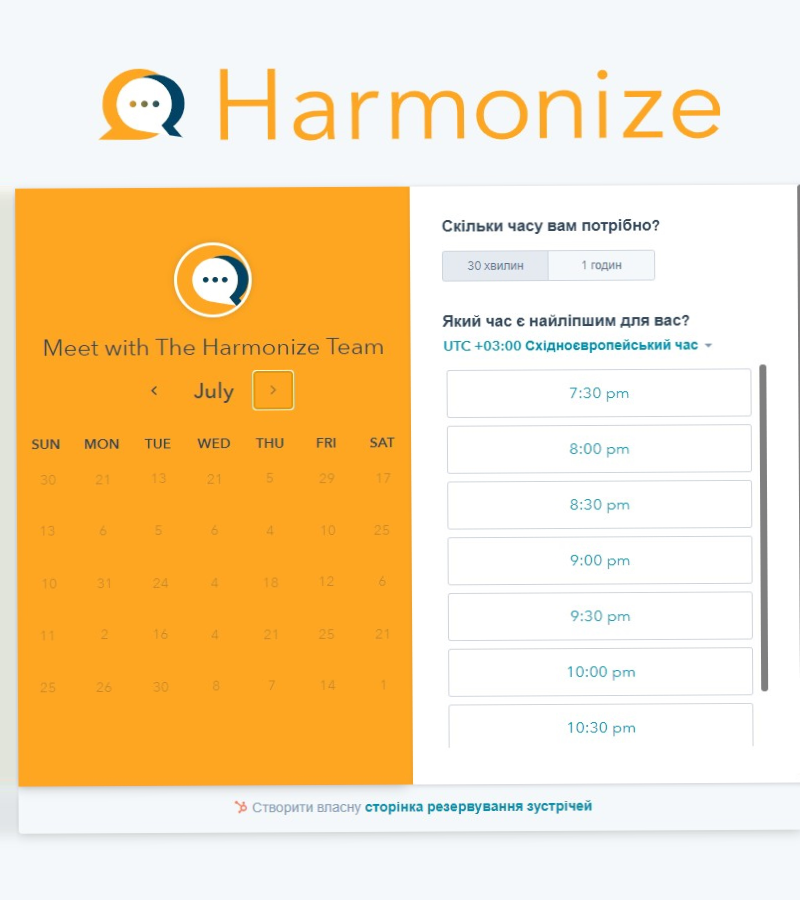 Harmonize
Meet with The Harmonize Team
July
SUN MON TUE WED THU FRI SAT
30 21 13 21 5 29 17
13 6 5 6 4 10 25
10 31 24 4 18 12 6
11 2 16 4 21 25 21
25 26 30 8 7 14 1
Скільки часу вам потрібно?
30 хвилин 1 годин
Який час є найліпшим для вас?
UTC +03:00 Східноєвропейський час
7:30 pm
8:00 pm
8:30 pm
9:00 pm
9:30 pm
10:00 pm
10:30 pm
Створити власну сторінка резервування зустрічей